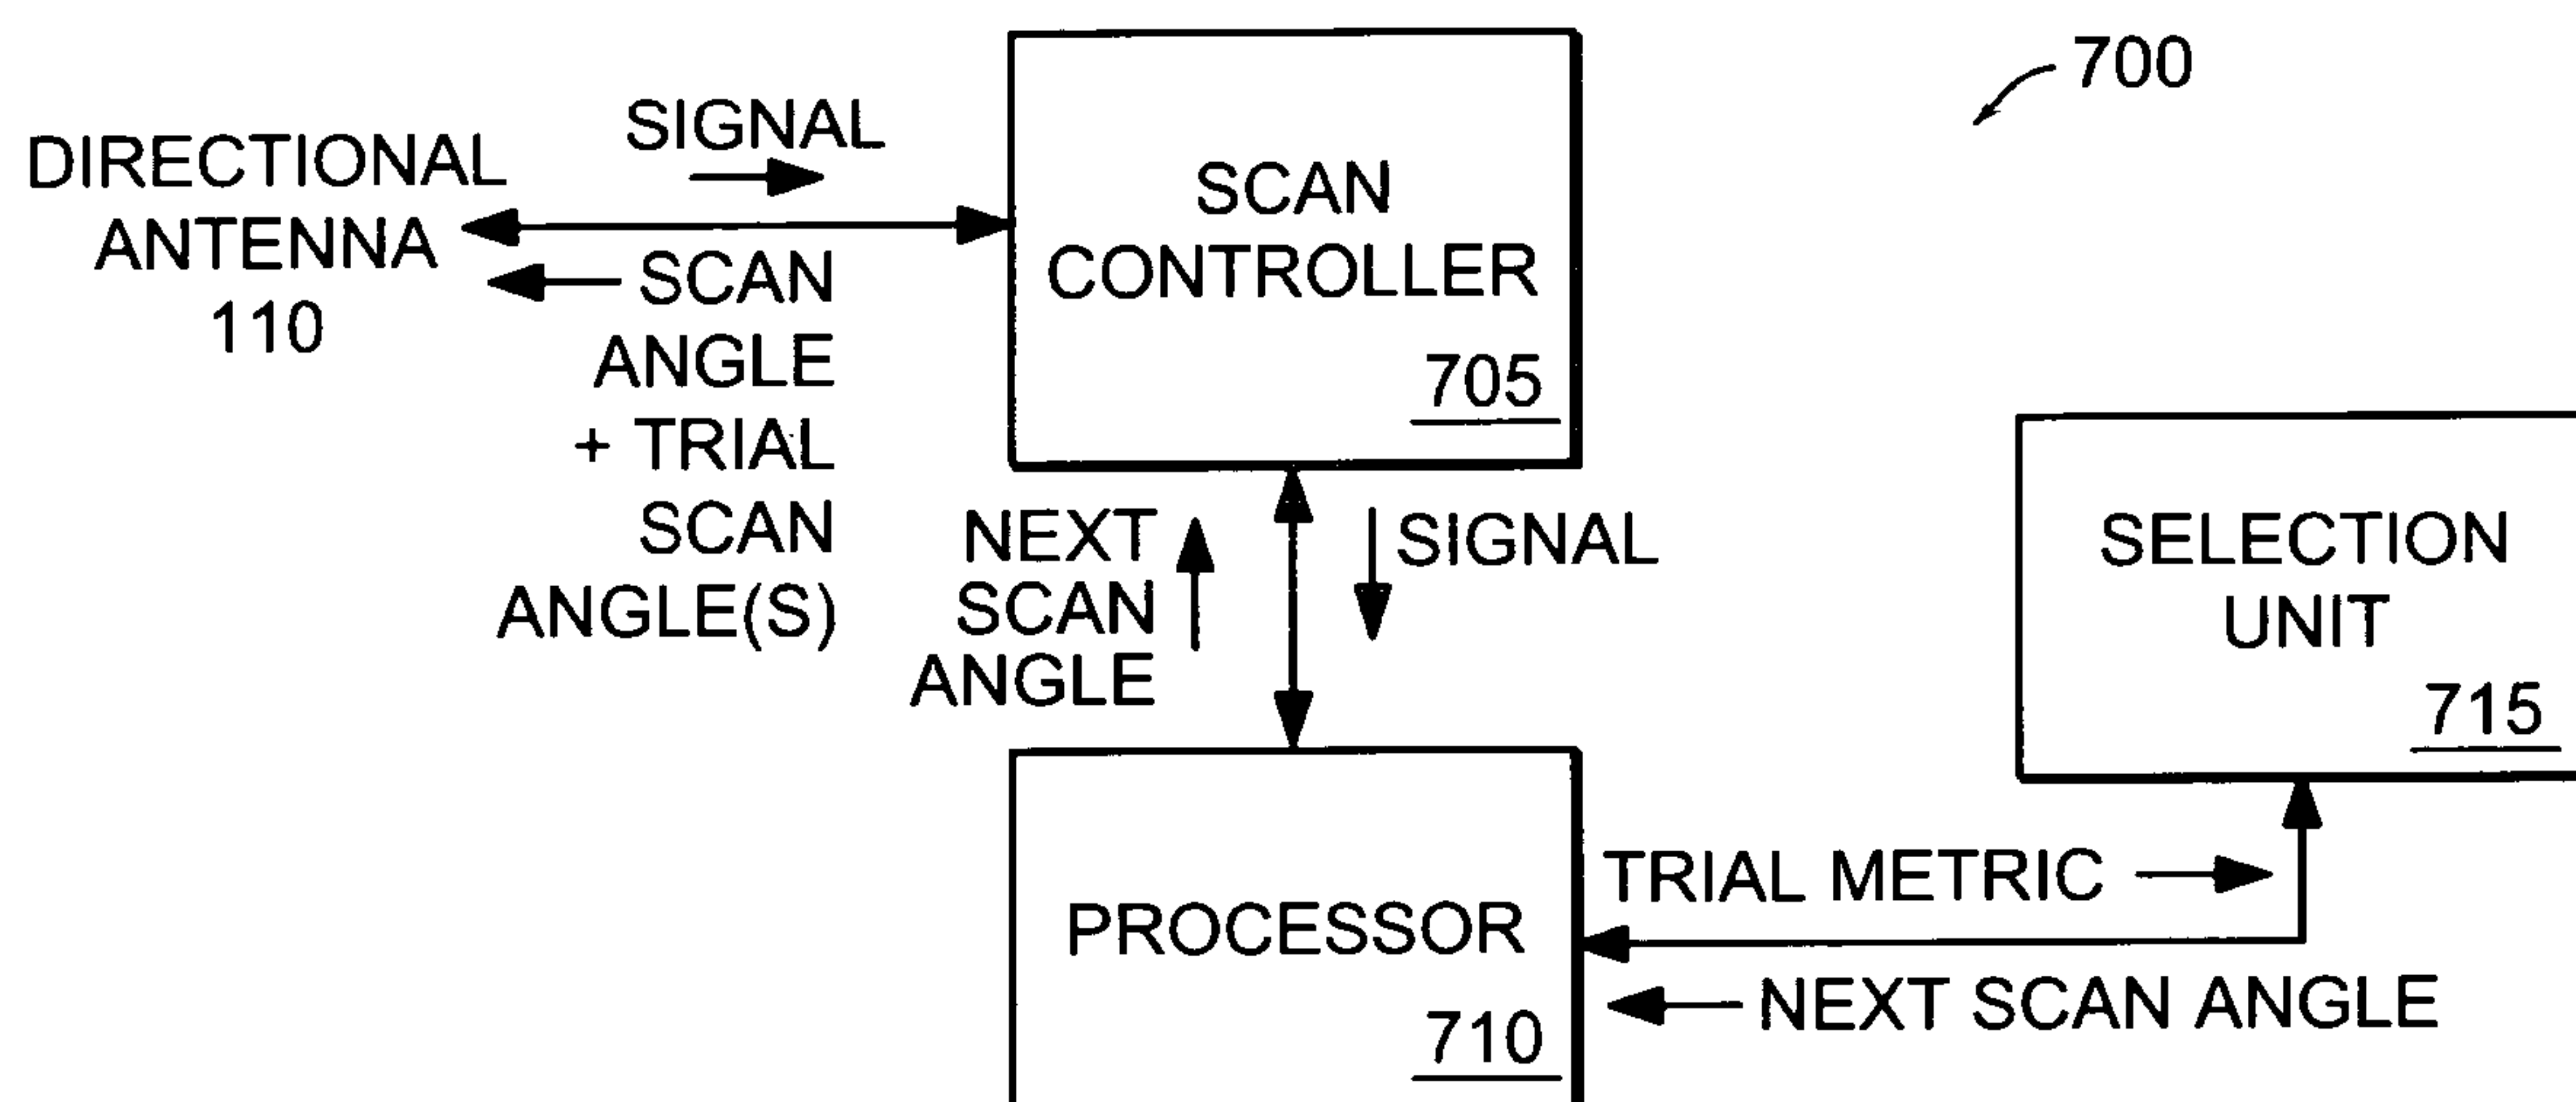 700
SIGNAL
DIRECTIONAL
ANTENNA
110
SCAN
ANGLE
+ TRIAL
SCAN
ANGLE(S)
SCAN
CONTROLLER
705
NEXT
SCAN
ANGLE
SIGNAL
SELECTION
UNIT
715
TRIAL METRIC
PROCESSOR
710
NEXT SCAN ANGLE